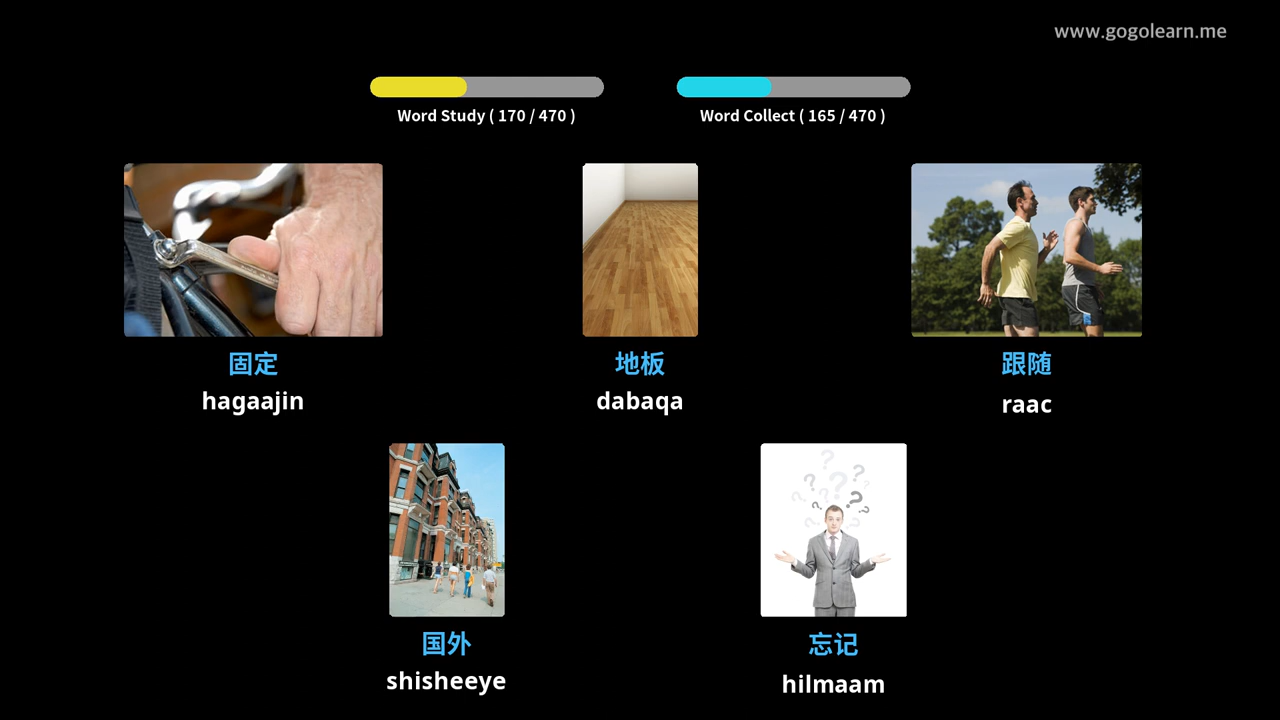 www.gogolearn.me
Word Study ( 170 / 470 )
Word Collect ( 165 / 470 )
固定
hagaajin
地板
dabaqa
跟随
raac
国外
shisheeye
忘记
hilmaam